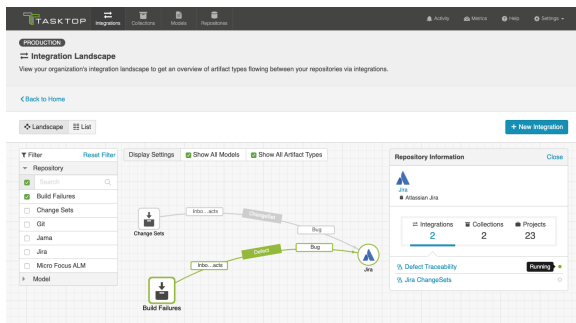 TASKTOP
Integrations
Collections
Models
Repositories
Activity
Metrics
Help
Settings
PRODUCTION
Integration Landscape
View your organization's integration landscape to get an overview of artifact types flowing between your repositories via integrations.
Back to Home
Landscape
List
+ New Integration
Filter
Reset Filter
Repository
Search
Build Failures
Change Sets
Git
Jama
Jira
Micro Focus ALM
Model
Display Settings
Show All Models
Show All Artifact Types
Change Sets
Inbo...acts
Changeset
Bug
Build Failures
Inbo...acts
Defect
Bug
Jira
Repository Information
Close
Jira
Atlassian Jira
Integrations
2
Collections
2
Projects
23
Defect Traceability
Running
Jira ChangeSets